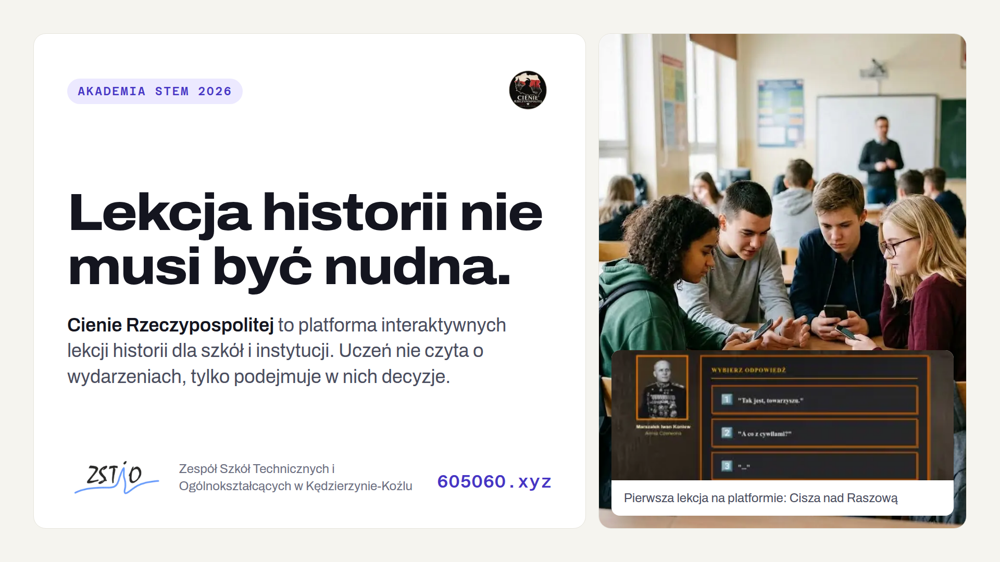 AKADEMIA STEM 2026
CIENIE
RZECZYPOSPOLITEJ
Lekcja historii nie
musi być nudna.
Cienie Rzeczypospolitej to platforma interaktywnych
lekcji historii dla szkół i instytucji. Uczeń nie czyta o
wydarzeniach, tylko podejmuje w nich decyzje.
ZSTiO
Zespół Szkół Technicznych i
Ogólnokształcących w Kędzierzynie-Koźlu
605060.xyz
WYBIERZ ODPOWIEDŹ
1 "Tak jest, towarzyszu."
2 "A co z cywilami?"
3 "..."
Marszałek Iwan Koniew
Armia Czerwona
Pierwsza lekcja na platformie: Cisza nad Raszową